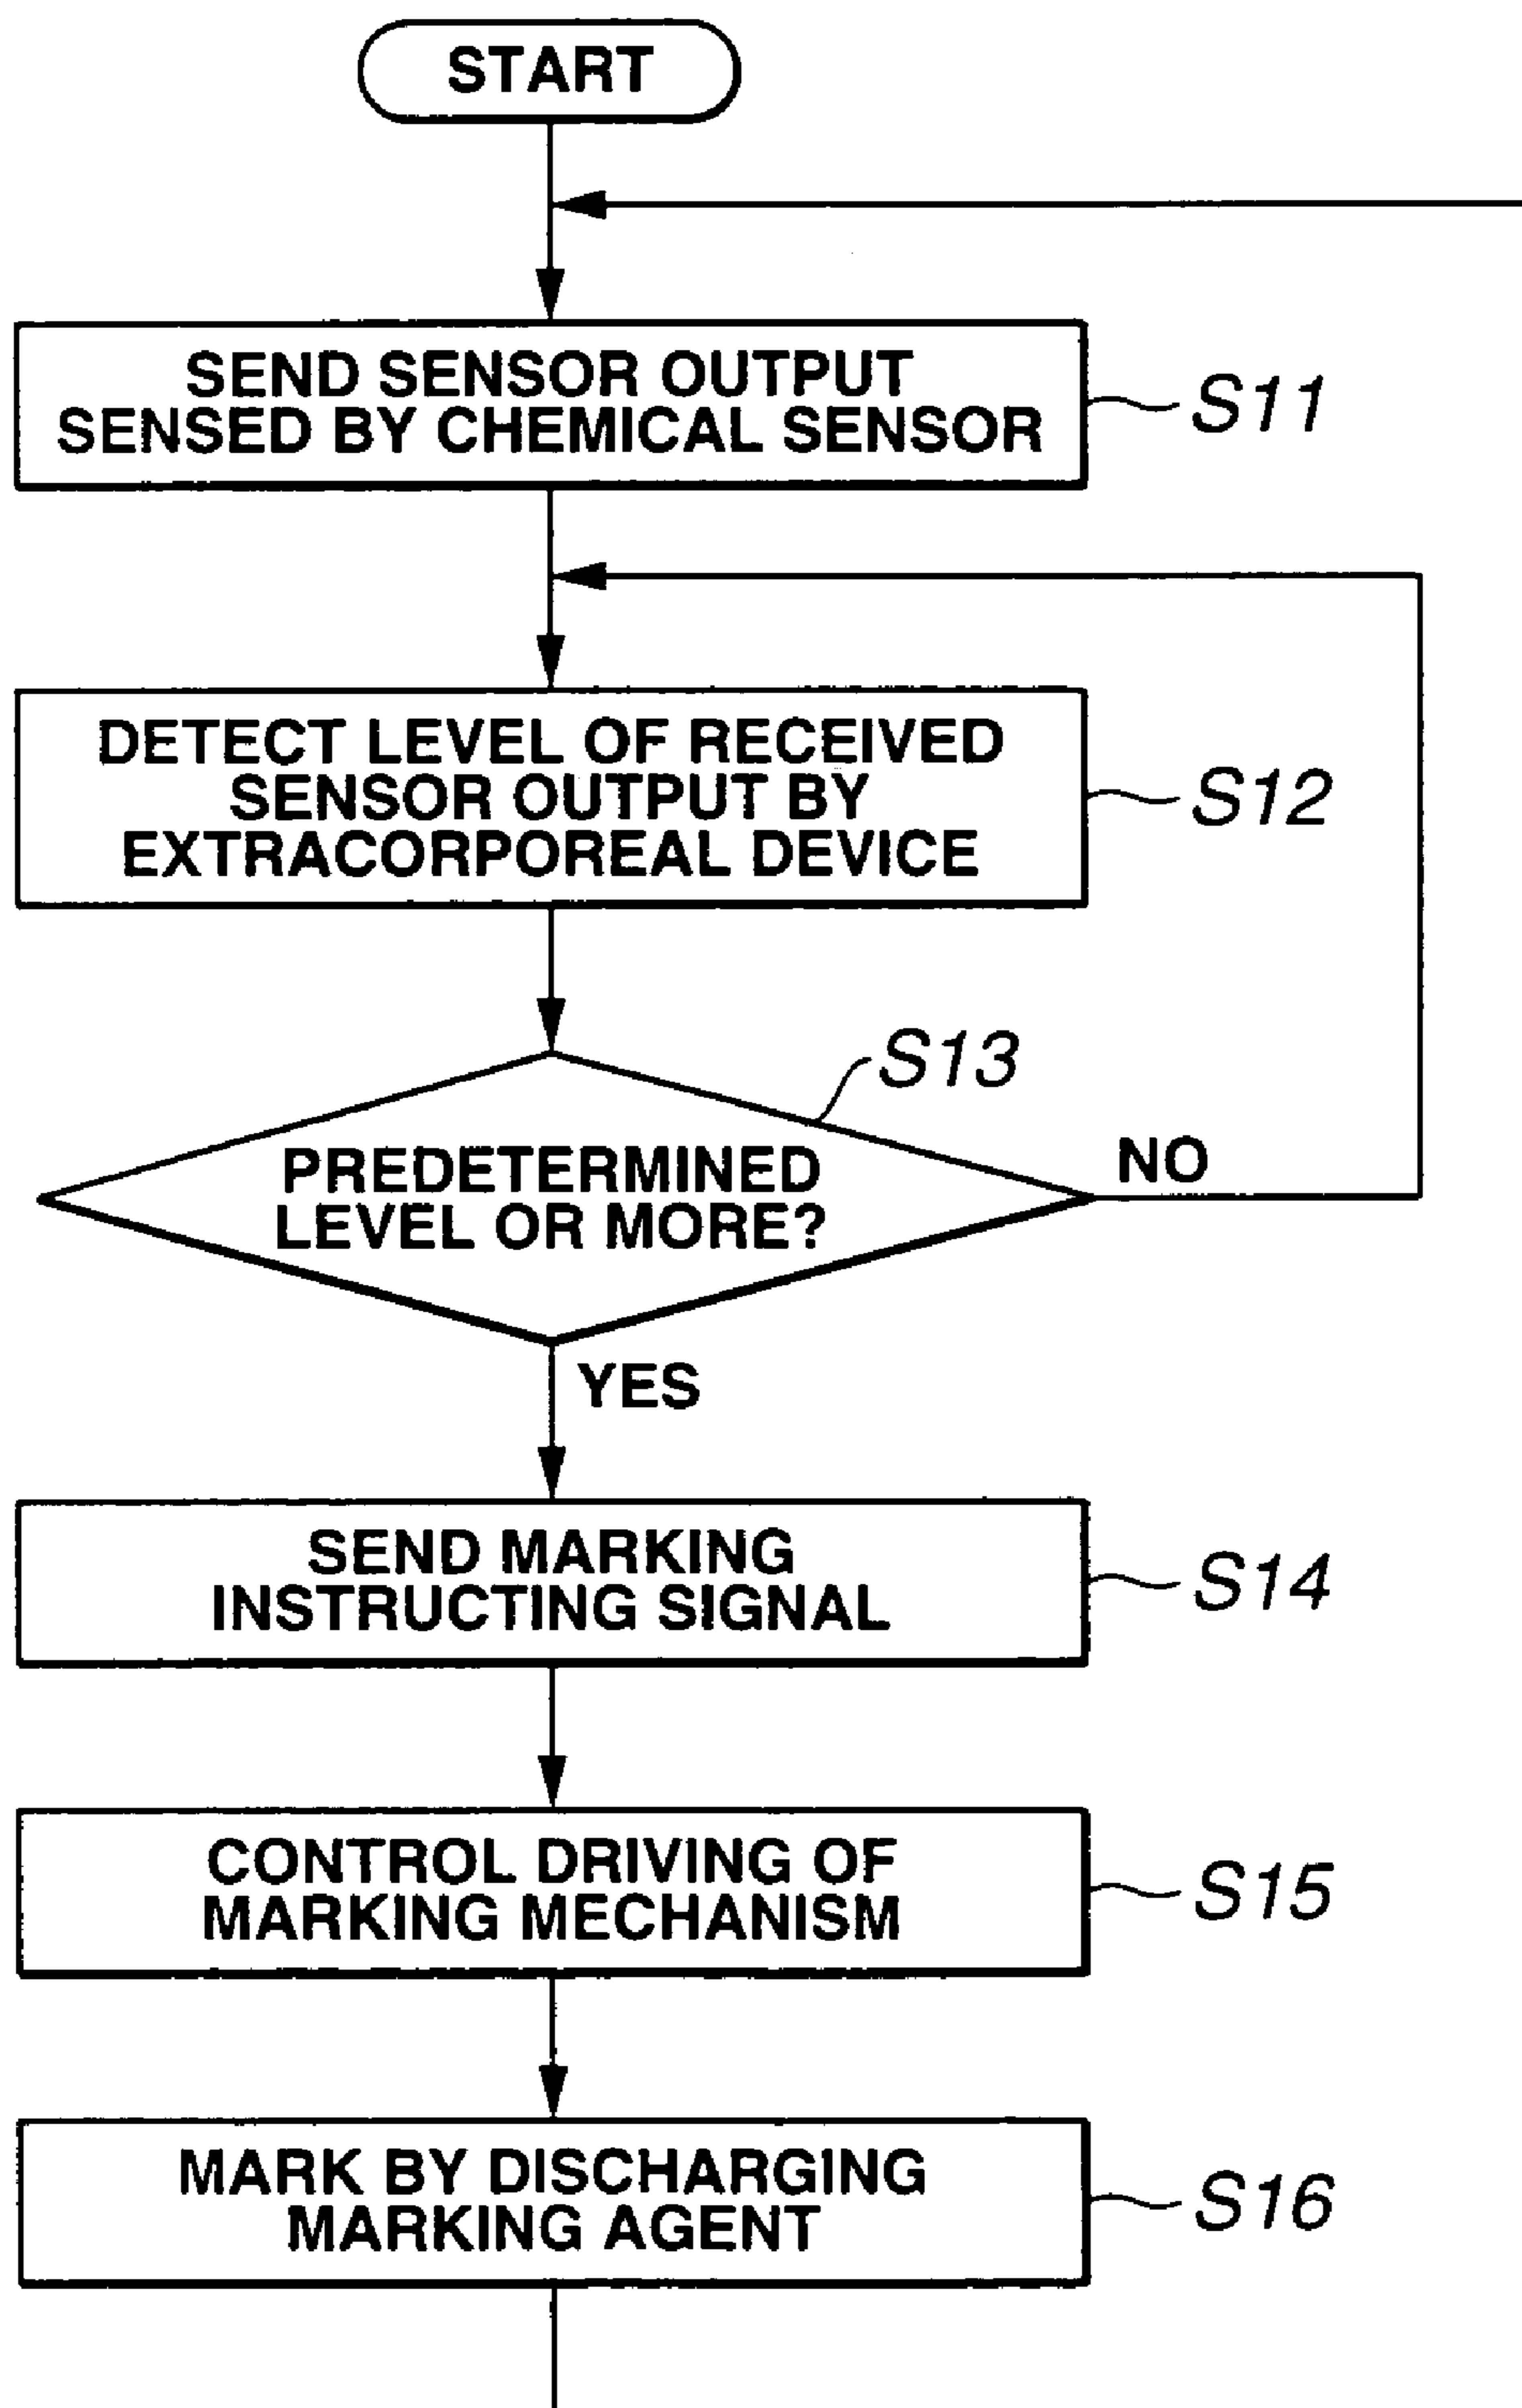 START
SEND SENSOR OUTPUT
SENSED BY CHEMICAL SENSOR
S11
DETECT LEVEL OF RECEIVED
SENSOR OUTPUT BY
EXTRACORPOREAL DEVICE
S12
S13
PREDETERMINED
LEVEL OR MORE?
NO
YES
SEND MARKING
INSTRUCTING SIGNAL
S14
CONTROL DRIVING OF
MARKING MECHANISM
S15
MARK BY DISCHARGING
MARKING AGENT
S16